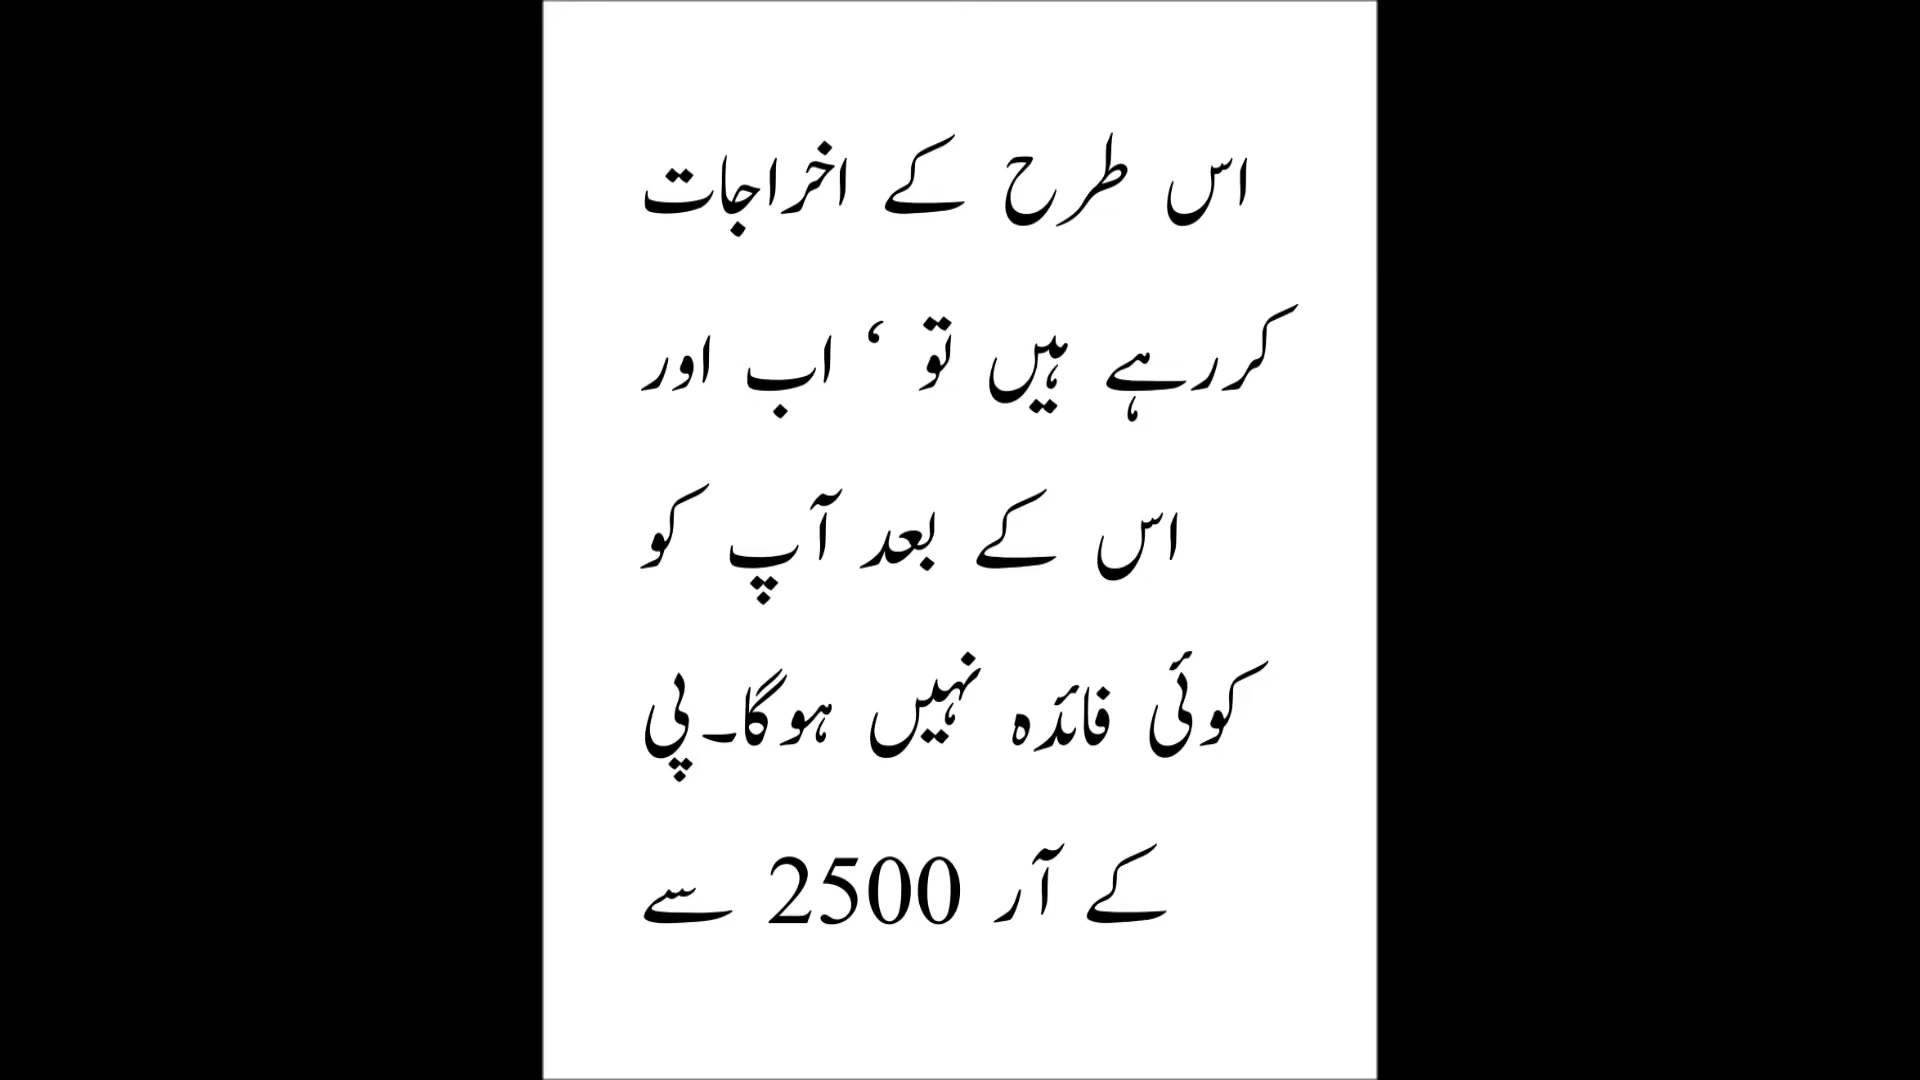 اس طرح کے اخراجات
کررہے ہیں تو ‘ اب اور
اس کے بعد آپ کو
کوئی فائدہ نہیں ہوگا۔پی
کے آر 2500 سے